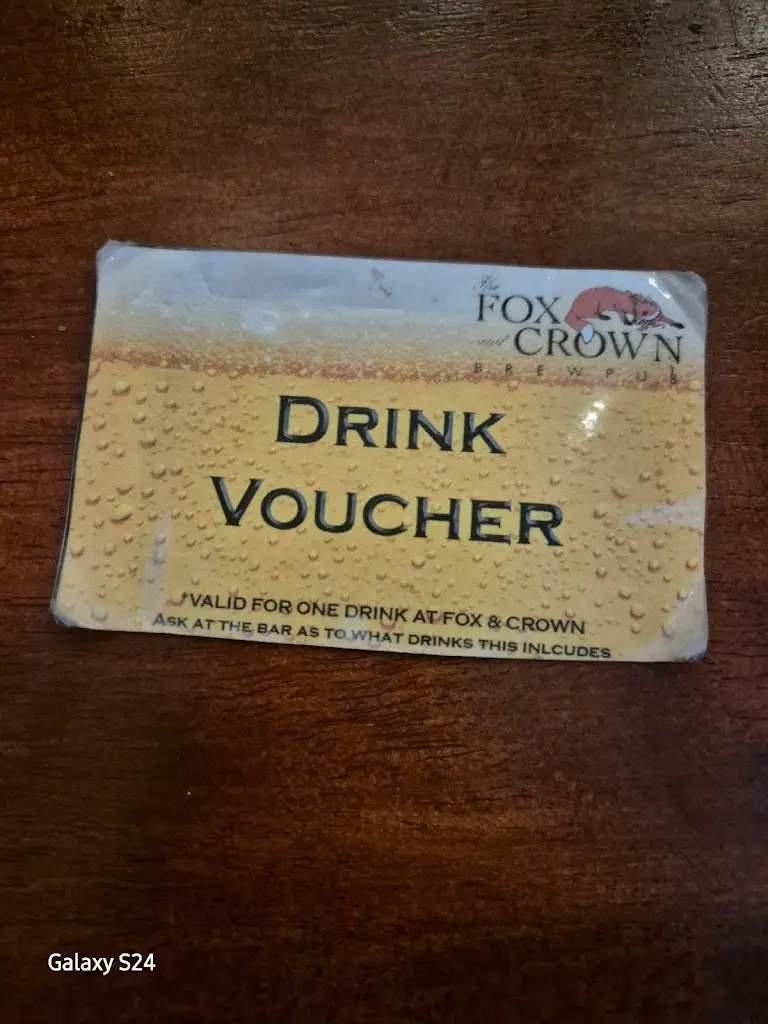 The
FOX
and CROWN
BREWPUB
DRINK
VOUCHER
*VALID FOR ONE DRINK AT FOX & CROWN
ASK AT THE BAR AS TO WHAT DRINKS THIS INLCUDES
Galaxy S24